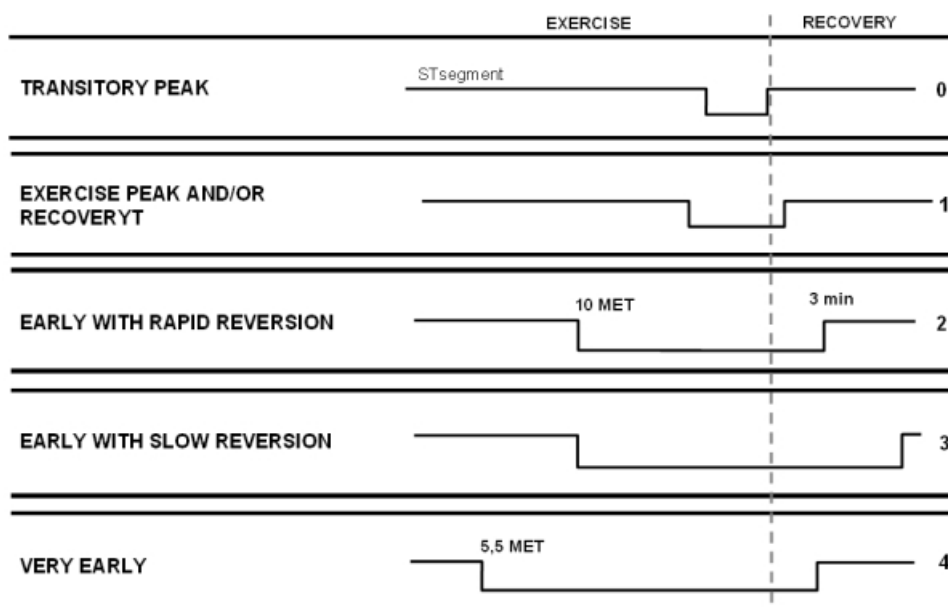 EXERCISE RECOVERY
STsegment
TRANSITORY PEAK 0
EXERCISE PEAK AND/OR
RECOVERYT 1
10 MET 3 min
EARLY WITH RAPID REVERSION 2
EARLY WITH SLOW REVERSION 3
5,5 MET
VERY EARLY 4